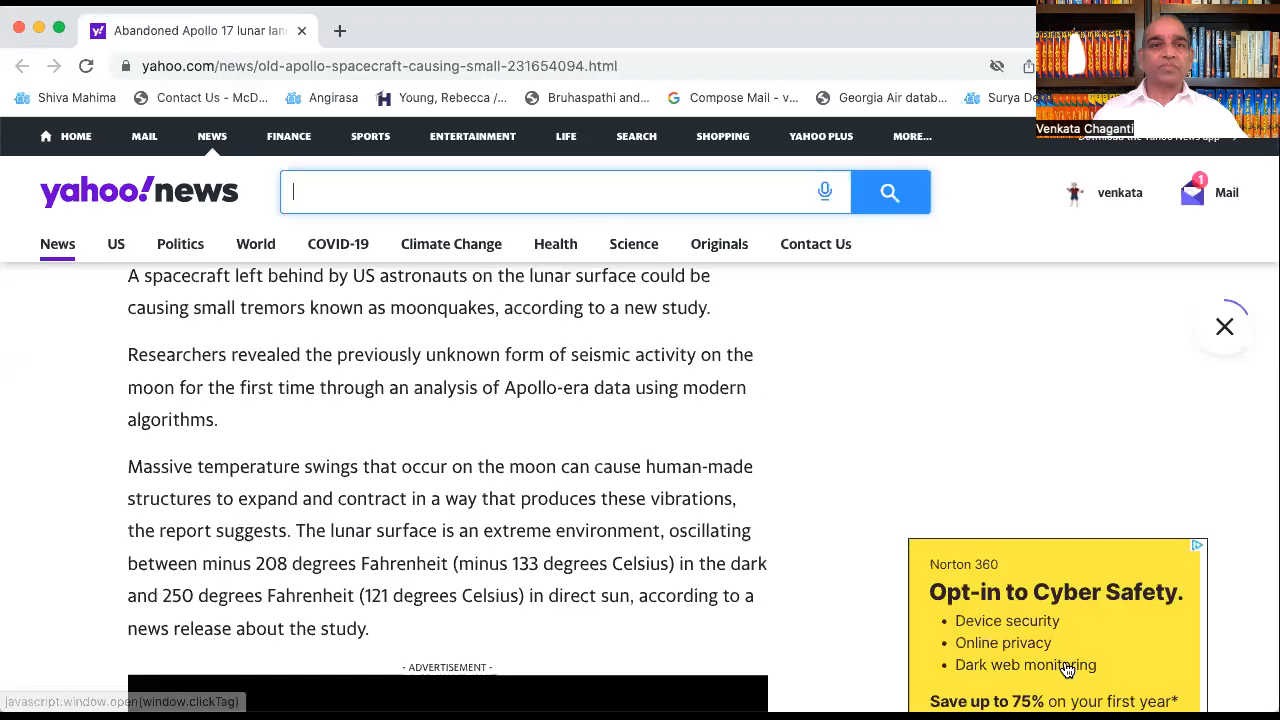 Abandoned Apollo 17 lunar lan
yahoo.com/news/old-apollo-spacecraft-causing-small-231654094.html
Shiva Mahima
Contact Us - McD...
Angiras
Young, Rebecca /...
Bruhaspathi and...
Compose Mail - v...
Georgia Air datab...
Surya De
Venkata Chaganti
HOME
MAIL
NEWS
FINANCE
SPORTS
ENTERTAINMENT
LIFE
SEARCH
SHOPPING
YAHOO PLUS
MORE...
Download the Yahoo News app
yahoo!news
venkata
1
Mail
News
US
Politics
World
COVID-19
Climate Change
Health
Science
Originals
Contact Us
A spacecraft left behind by US astronauts on the lunar surface could be
causing small tremors known as moonquakes, according to a new study.
Researchers revealed the previously unknown form of seismic activity on the
moon for the first time through an analysis of Apollo-era data using modern
algorithms.
Massive temperature swings that occur on the moon can cause human-made
structures to expand and contract in a way that produces these vibrations,
the report suggests. The lunar surface is an extreme environment, oscillating
between minus 208 degrees Fahrenheit (minus 133 degrees Celsius) in the dark
and 250 degrees Fahrenheit (121 degrees Celsius) in direct sun, according to a
news release about the study.
- ADVERTISEMENT -
Norton 360
Opt-in to Cyber Safety.
• Device security
• Online privacy
• Dark web monitoring
Save up to 75% on your first year*
javascript:window.open(window.clickTag)